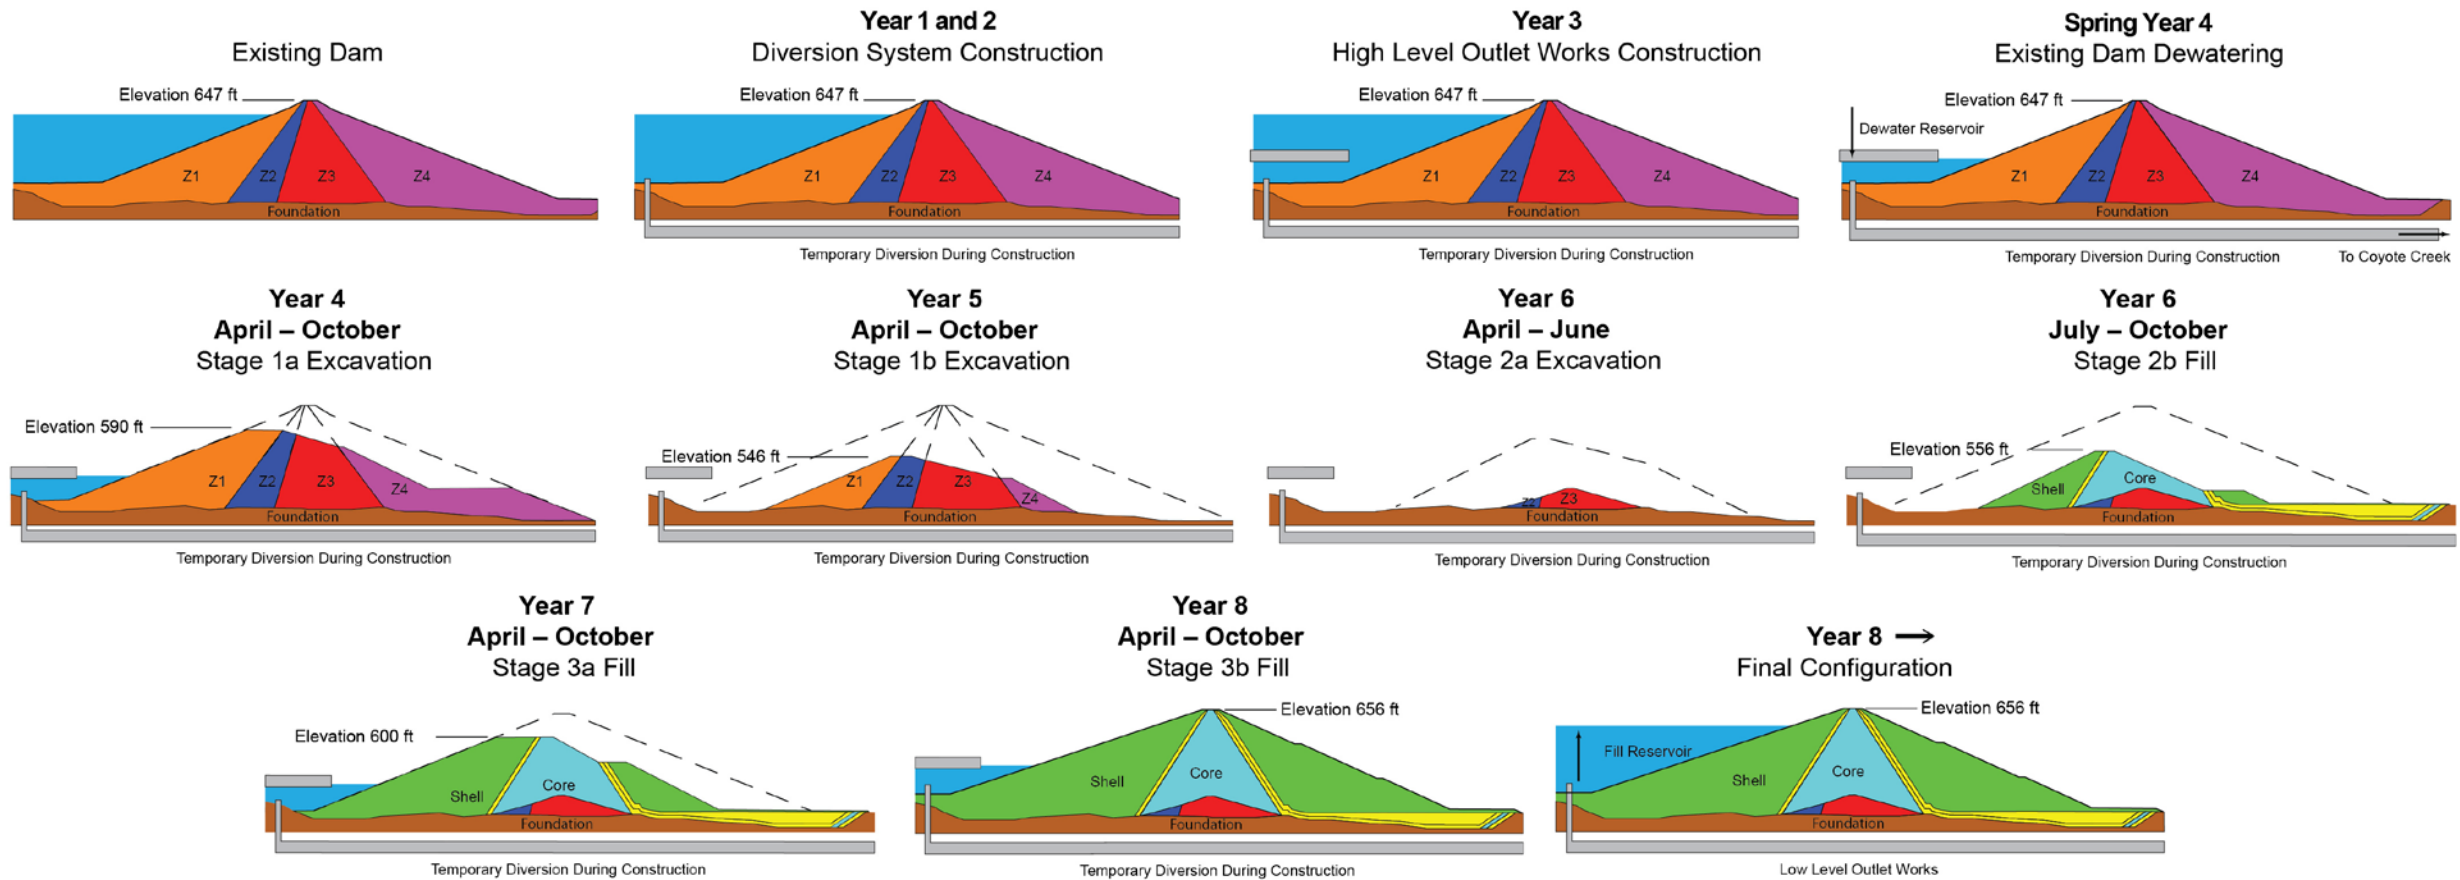 Existing Dam
Elevation 647 ft
Z1
Z2
Z3
Z4
Foundation
Year 1 and 2
Diversion System Construction
Elevation 647 ft
Z1
Z2
Z3
Z4
Foundation
Temporary Diversion During Construction
Year 3
High Level Outlet Works Construction
Elevation 647 ft
Z1
Z2
Z3
Z4
Foundation
Temporary Diversion During Construction
Spring Year 4
Existing Dam Dewatering
Elevation 647 ft
Dewater Reservoir
Z1
Z2
Z3
Z4
Foundation
Temporary Diversion During Construction
To Coyote Creek
Year 4
April – October
Stage 1a Excavation
Elevation 590 ft
Z1
Z2
Z3
Z4
Foundation
Temporary Diversion During Construction
Year 5
April – October
Stage 1b Excavation
Elevation 546 ft
Z1
Z2
Z3
Z4
Foundation
Temporary Diversion During Construction
Year 6
April – June
Stage 2a Excavation
Z2
Z3
Foundation
Temporary Diversion During Construction
Year 6
July – October
Stage 2b Fill
Elevation 556 ft
Shell
Core
Foundation
Temporary Diversion During Construction
Year 7
April – October
Stage 3a Fill
Elevation 600 ft
Shell
Core
Foundation
Temporary Diversion During Construction
Year 8
April – October
Stage 3b Fill
Elevation 656 ft
Shell
Core
Foundation
Temporary Diversion During Construction
Year 8 →
Final Configuration
Elevation 656 ft
Fill Reservoir
Shell
Core
Foundation
Low Level Outlet Works